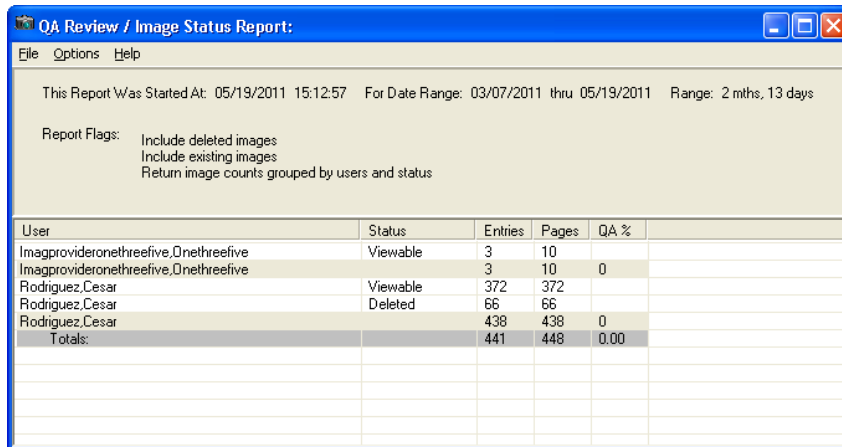 QA Review / Image Status Report:
File Options Help
This Report Was Started At: 05/19/2011 15:12:57 For Date Range: 03/07/2011 thru 05/19/2011 Range: 2 mths, 13 days
Report Flags: Include deleted images
Include existing images
Return image counts grouped by users and status
User Status Entries Pages QA %
Imagprovideronethreefive,Onethreefive Viewable 3 10
Imagprovideronethreefive,Onethreefive 3 10 0
Rodriguez,Cesar Viewable 372 372
Rodriguez,Cesar Deleted 66 66
Rodriguez,Cesar 438 438 0
Totals: 441 448 0.00